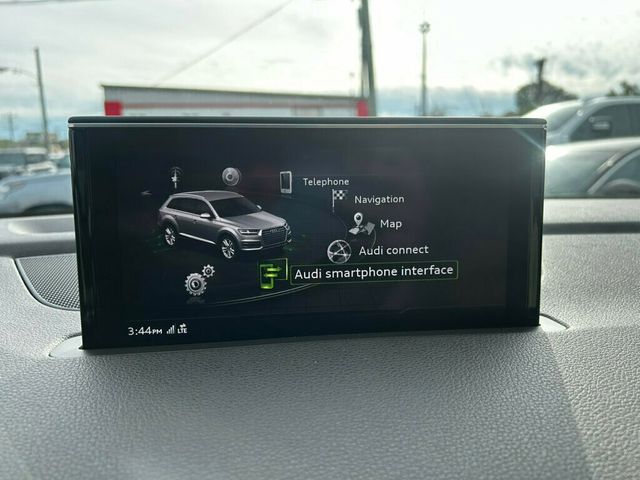 Telephone
Navigation
Map
Audi connect
Audi smartphone interface
3:44PM LTE